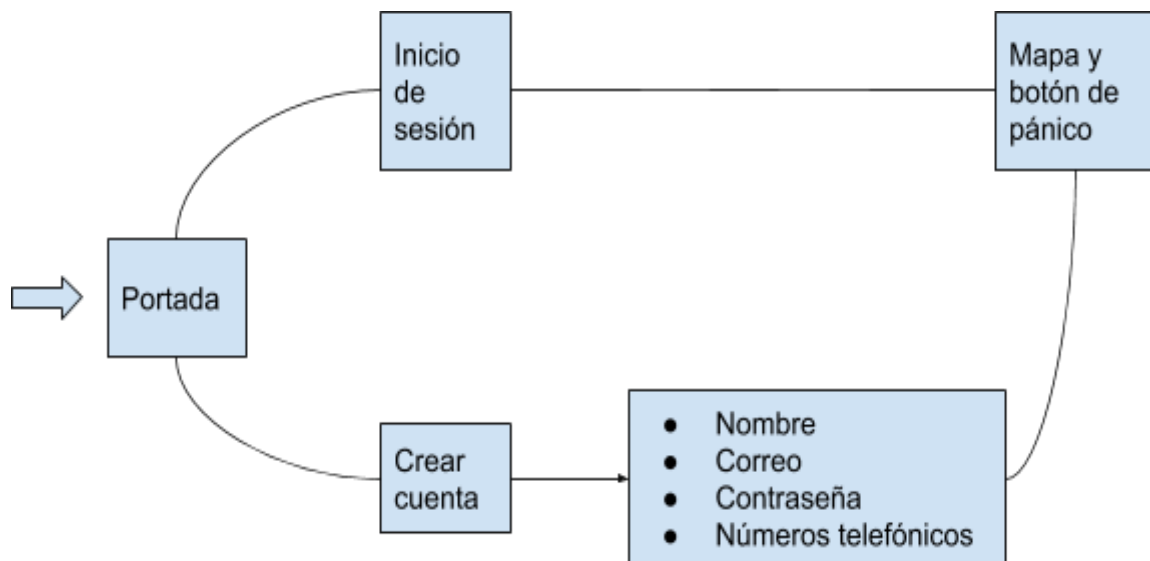 Inicio
de
sesión
Mapa y
botón de
pánico
Portada
Crear
cuenta
● Nombre
● Correo
● Contraseña
● Números telefónicos